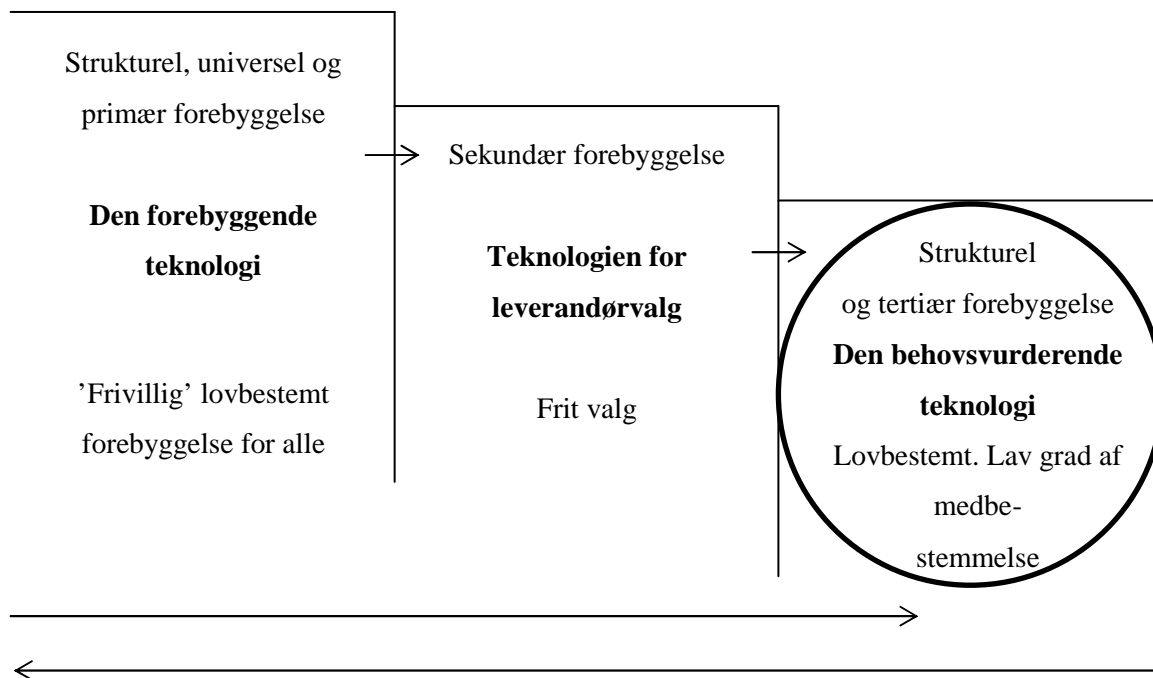 Strukturel, universel og
primær forebyggelse
Den forebyggende
teknologi
’Frivillig’ lovbestemt
forebyggelse for alle
Sekundær forebyggelse
Teknologien for
leverandørvalg
Frit valg
Strukturel
og tertiær forebyggelse
Den behovsvurderende
teknologi
Lovbestemt. Lav grad af
medbe-
stemmelse